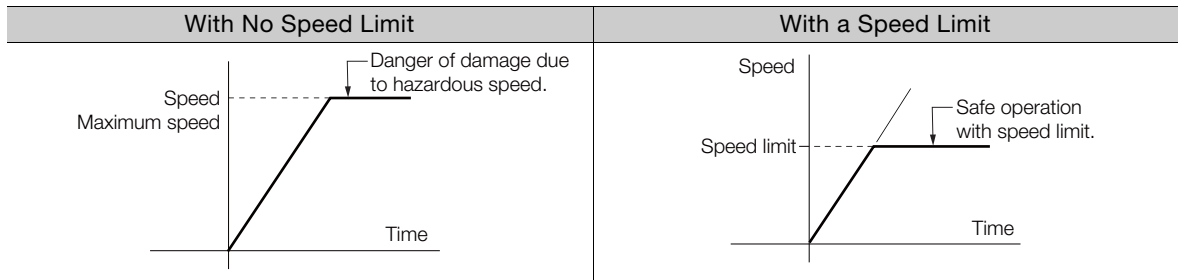 With No Speed Limit
With a Speed Limit
Danger of damage due
to hazardous speed.
Speed
Maximum speed
Time
Speed
Safe operation
with speed limit.
Speed limit
Time